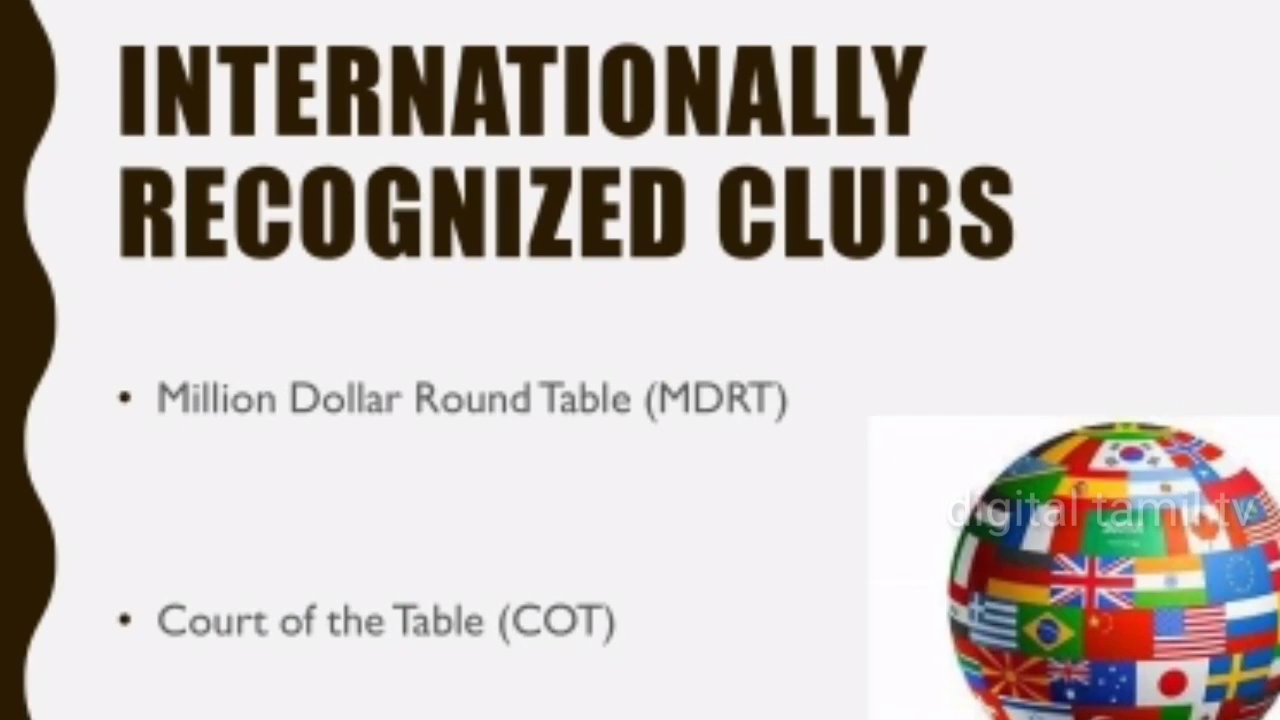 INTERNATIONALLY
RECOGNIZED CLUBS
• Million Dollar Round Table (MDRT)
digital tamil tv
• Court of the Table (COT)